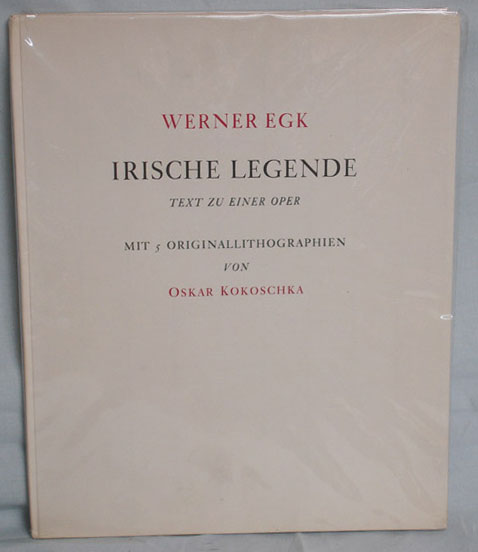 WERNER EGK
IRISCHE LEGENDE
TEXT ZU EINER OPER
MIT 5 ORIGINALLITHOGRAPHIEN
VON
OSKAR KOKOSCHKA